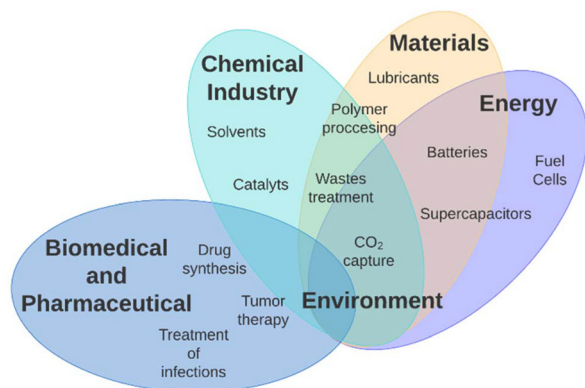 Materials
Chemical
Industry
Lubricants
Energy
Polymer
proccesing
Solvents
Batteries
Fuel
Cells
Catalyts
Wastes
treatment
Supercapacitors
Biomedical
and
Pharmaceutical
Drug
synthesis
CO₂
capture
Tumor
therapy
Environment
Treatment
of
infections